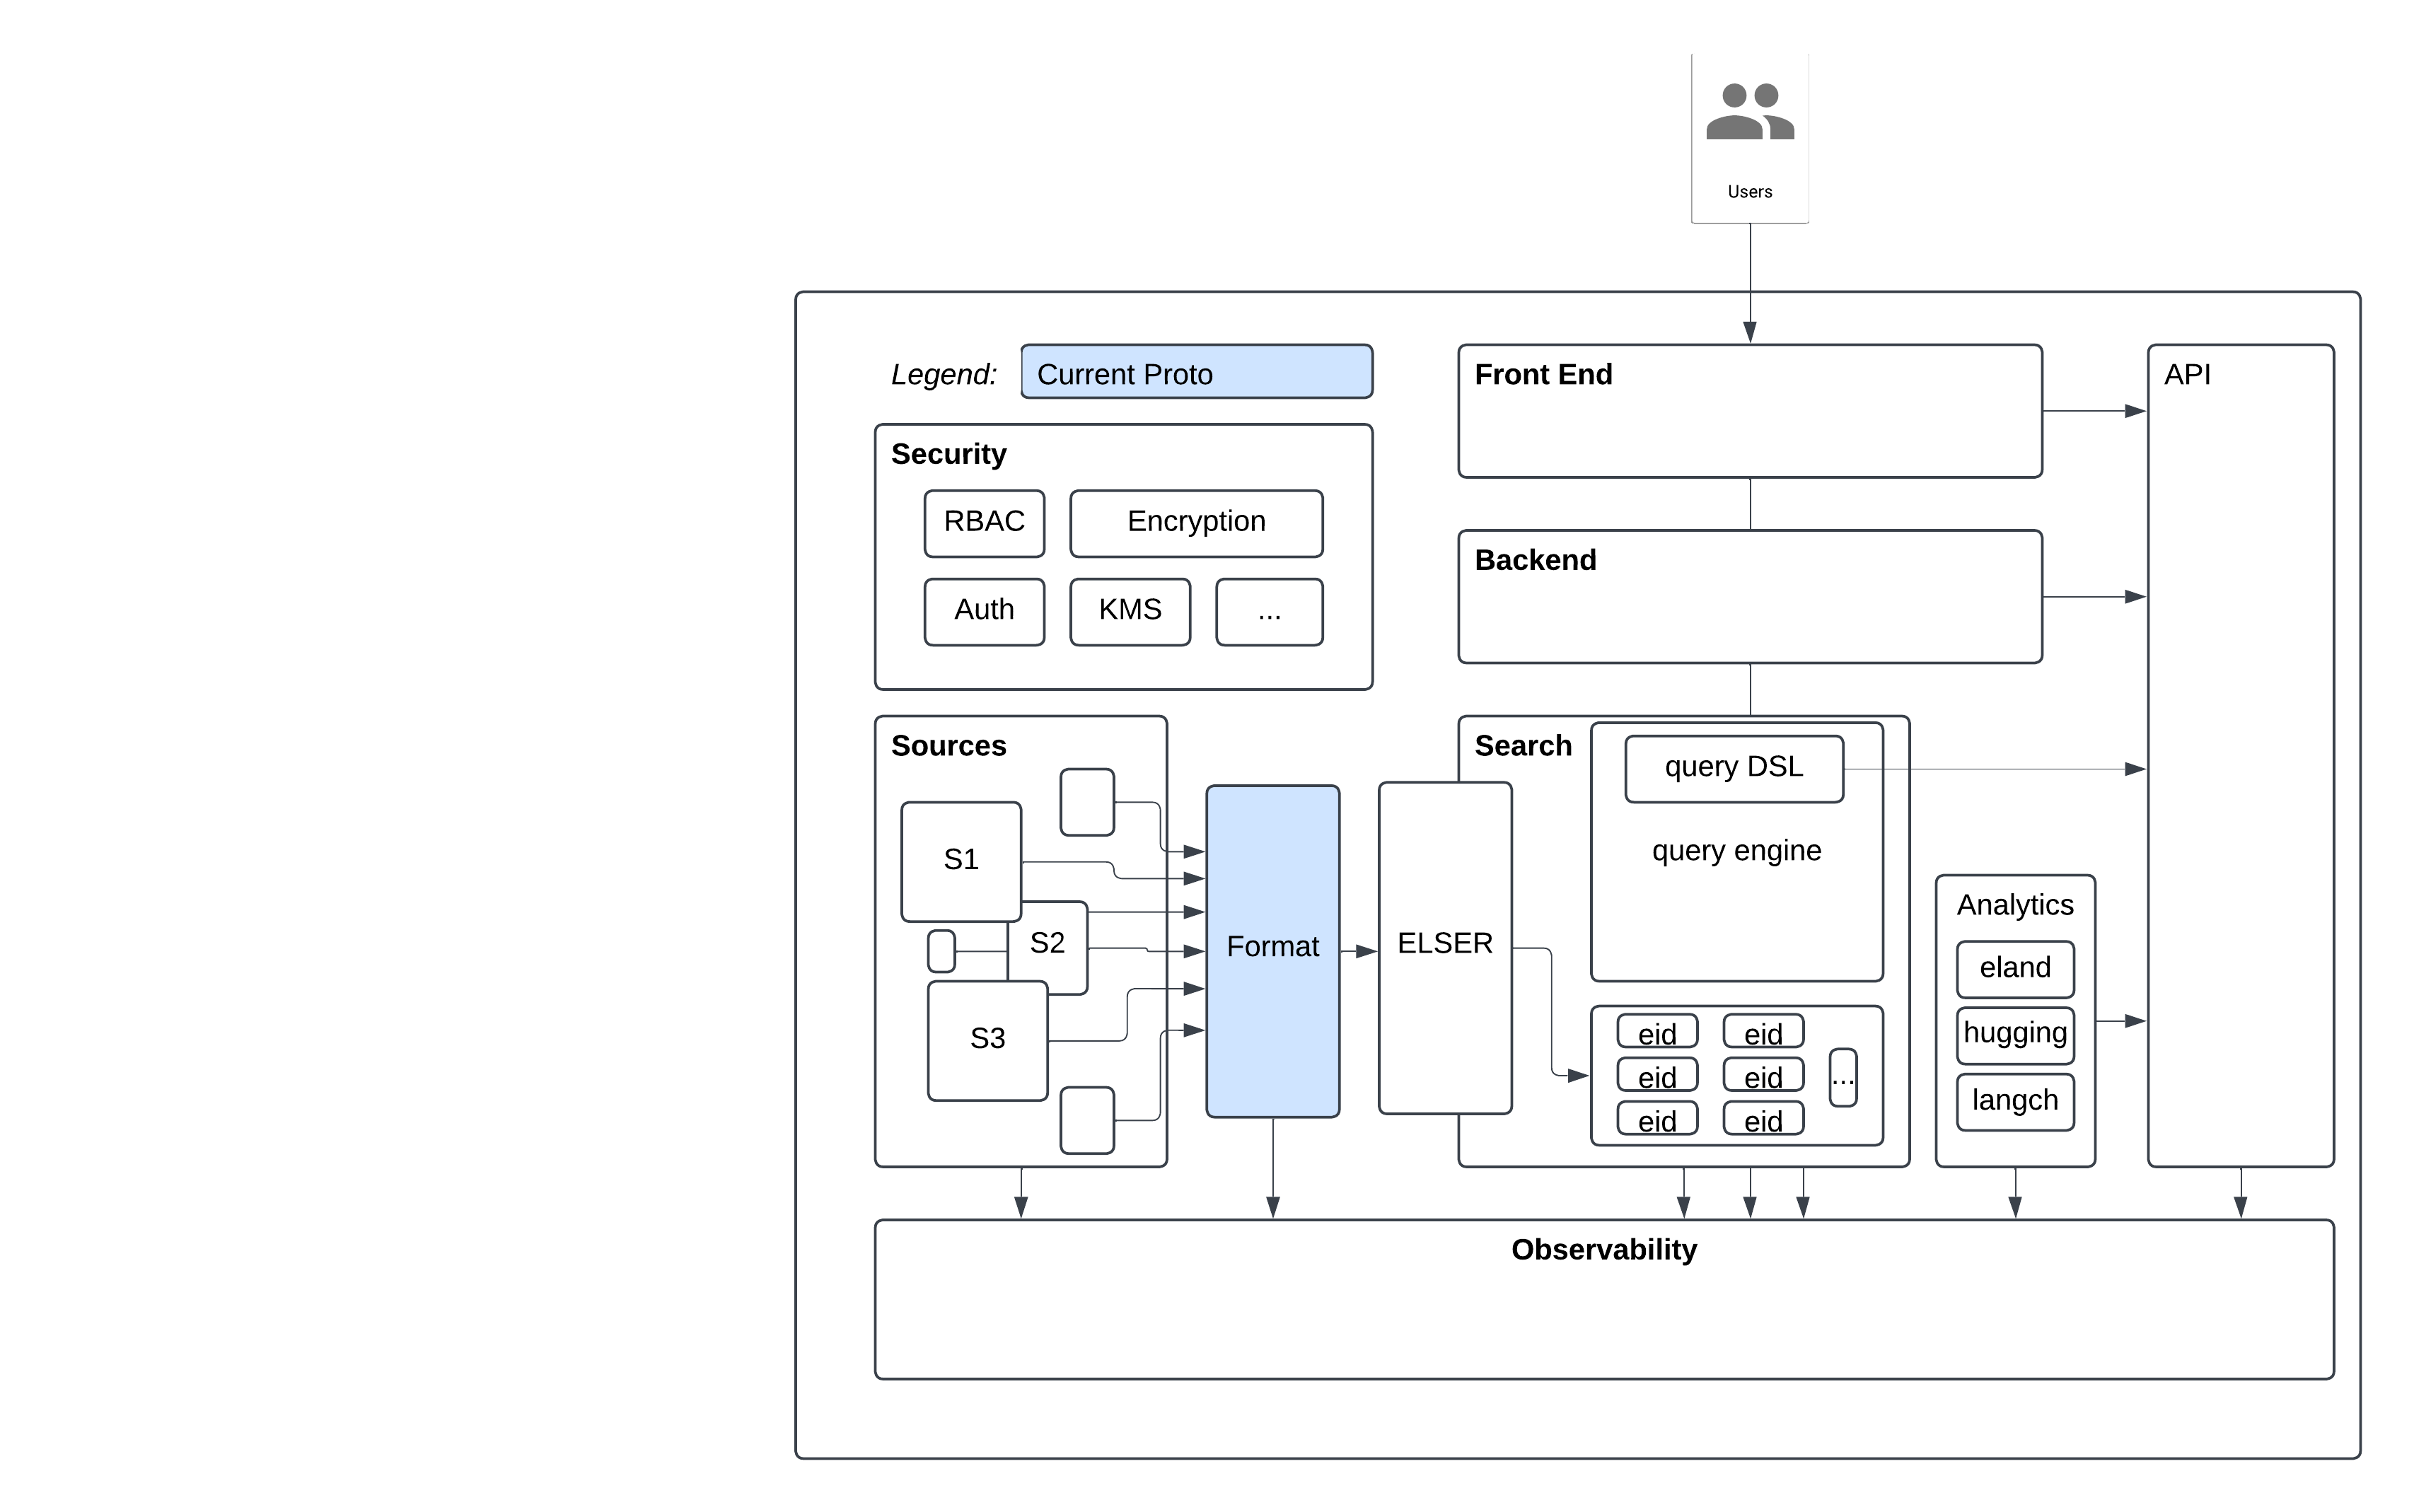 Users
Legend:
Current Proto
Front End
API
Security
RBAC
Encryption
Auth
KMS
...
Backend
Sources
S1
S2
S3
Format
ELSER
Search
query DSL
query engine
eid
eid
eid
eid
eid
eid
...
Analytics
eland
hugging
langch
Observability